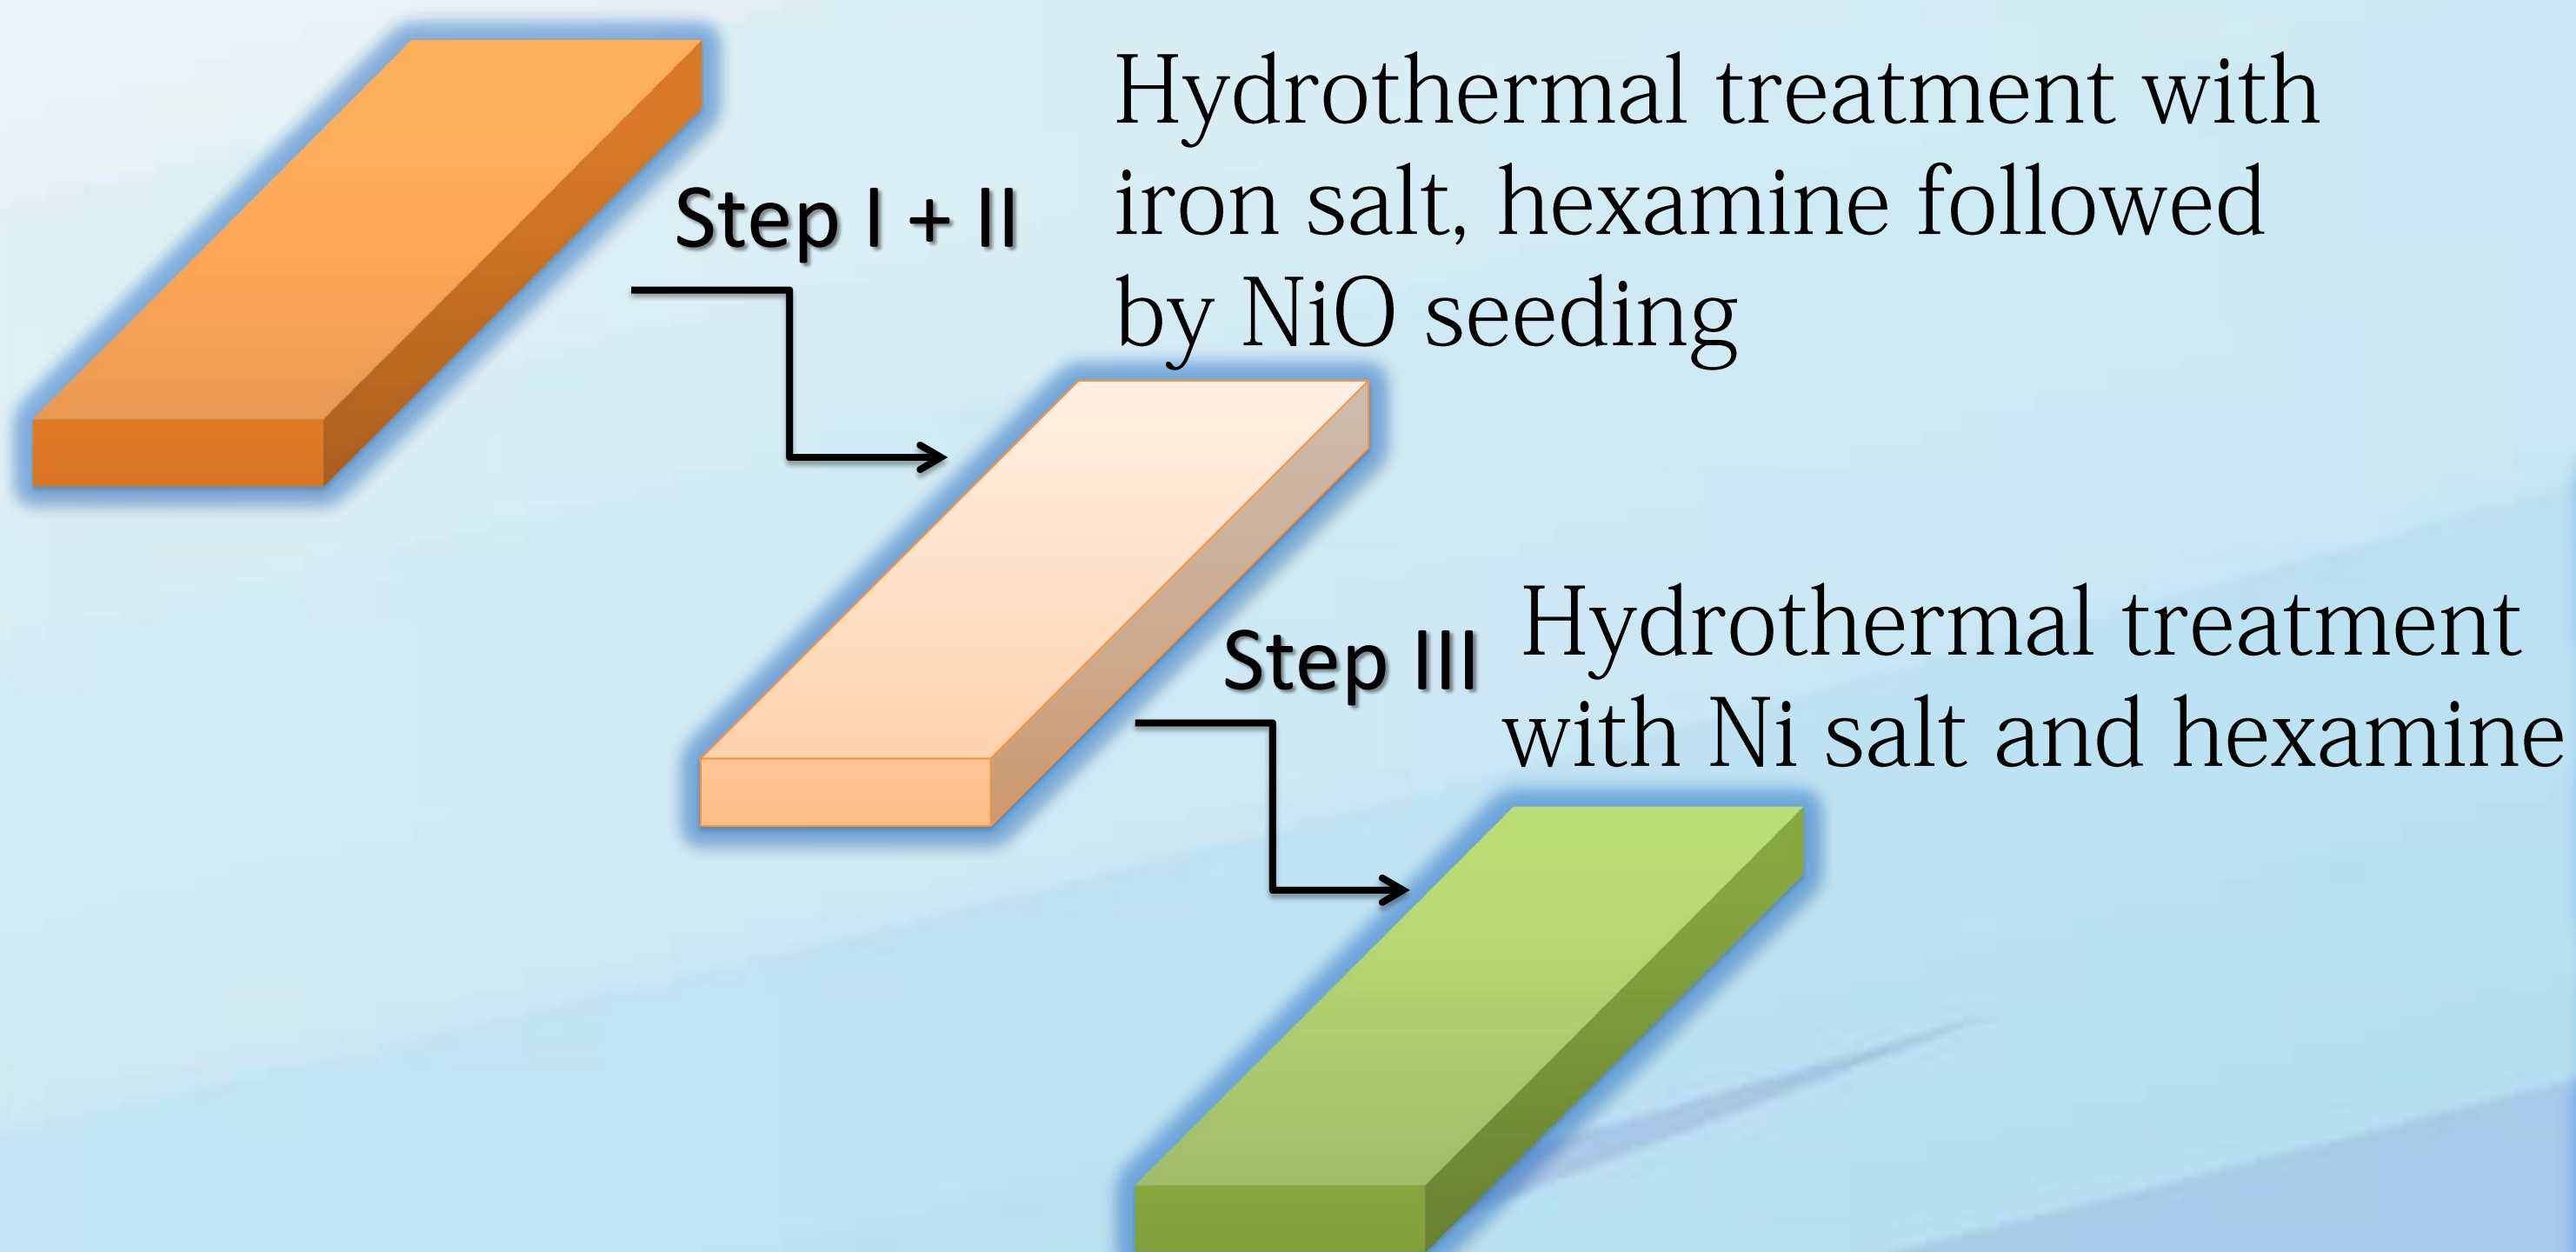 Hydrothermal treatment with
iron salt, hexamine followed
by NiO seeding
Step I + II
Hydrothermal treatment
with Ni salt and hexamine
Step III